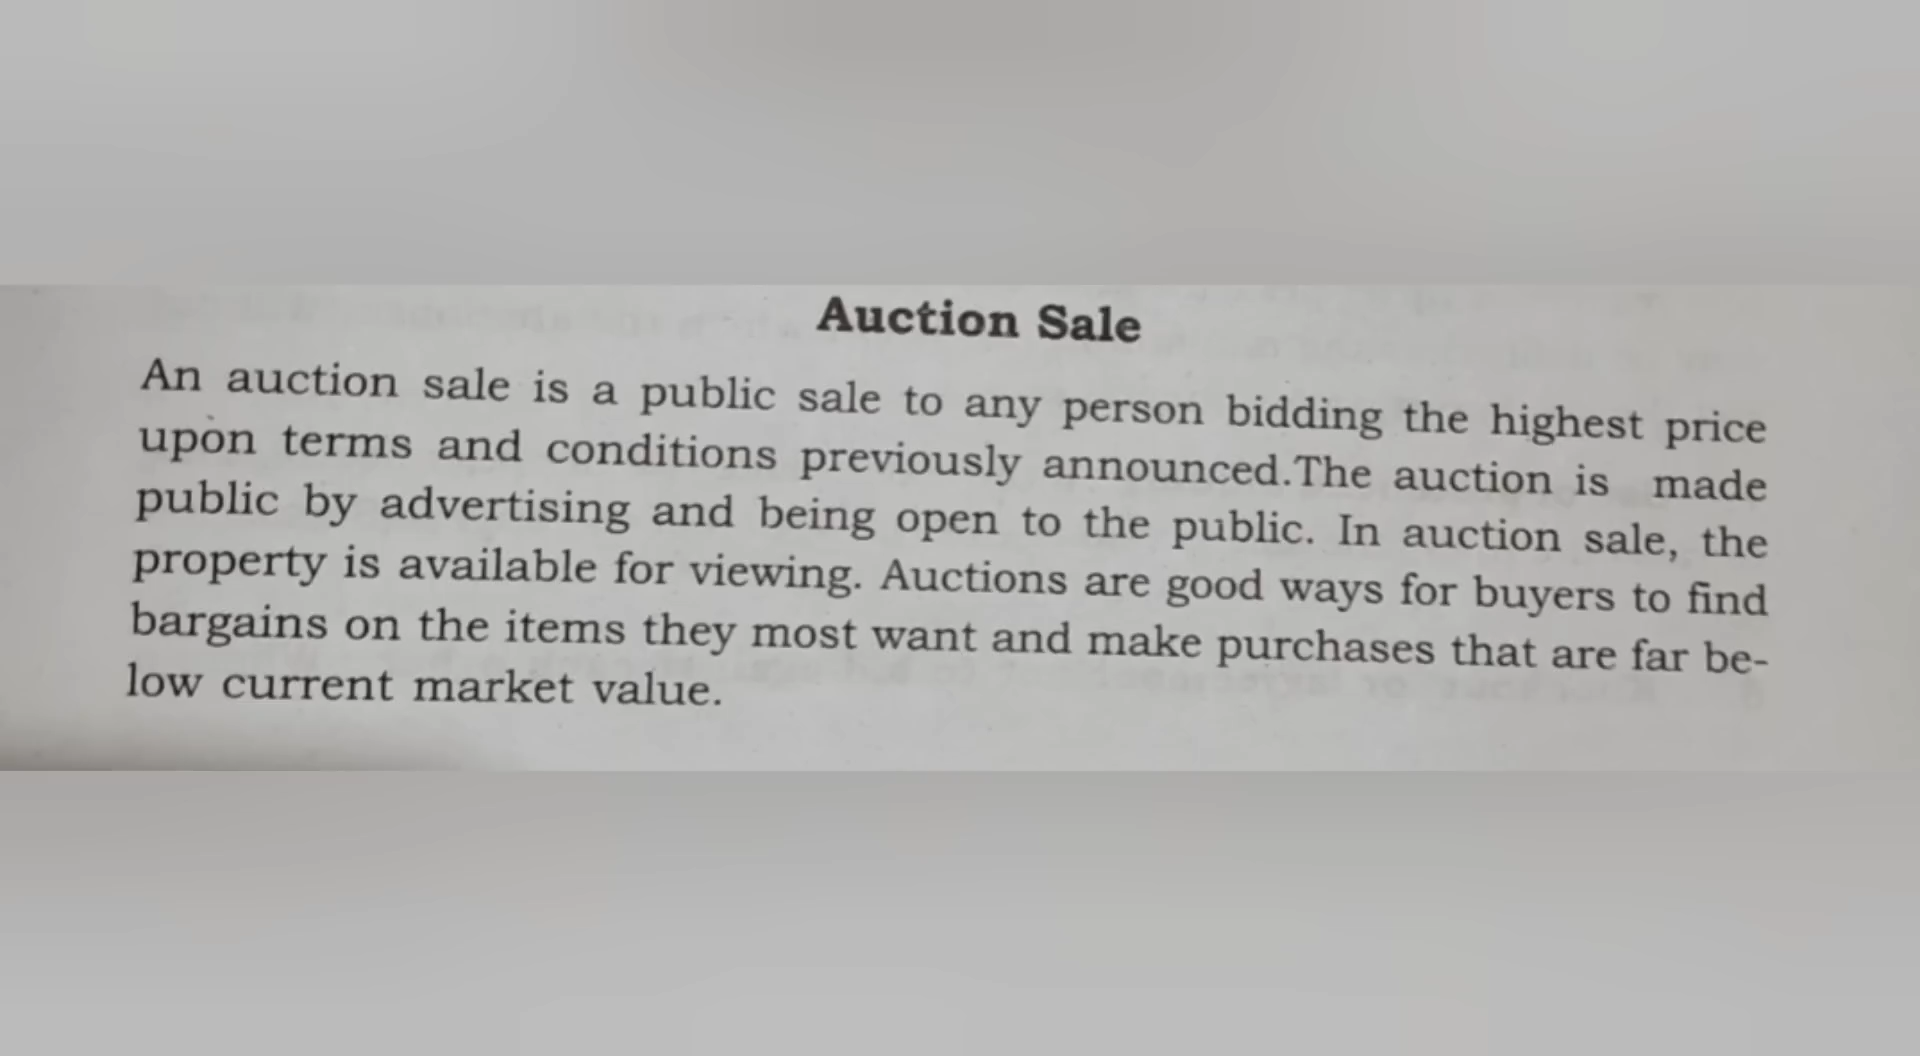 Auction Sale
An auction sale is a public sale to any person bidding the highest price
upon terms and conditions previously announced.The auction is made
public by advertising and being open to the public. In auction sale, the
property is available for viewing. Auctions are good ways for buyers to find
bargains on the items they most want and make purchases that are far be-
low current market value.